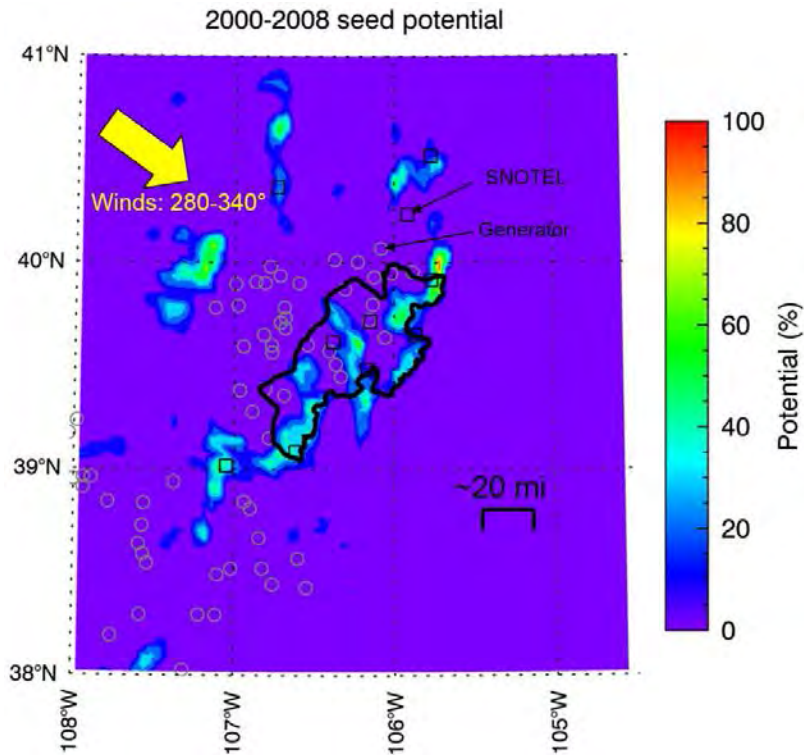 2000-2008 seed potential
41°N
40°N
39°N
38°N
108°W
107°W
106°W
105°W
Winds: 280-340°
SNOTEL
Generator
~20 mi
100
80
60
40
20
0
Potential (%)